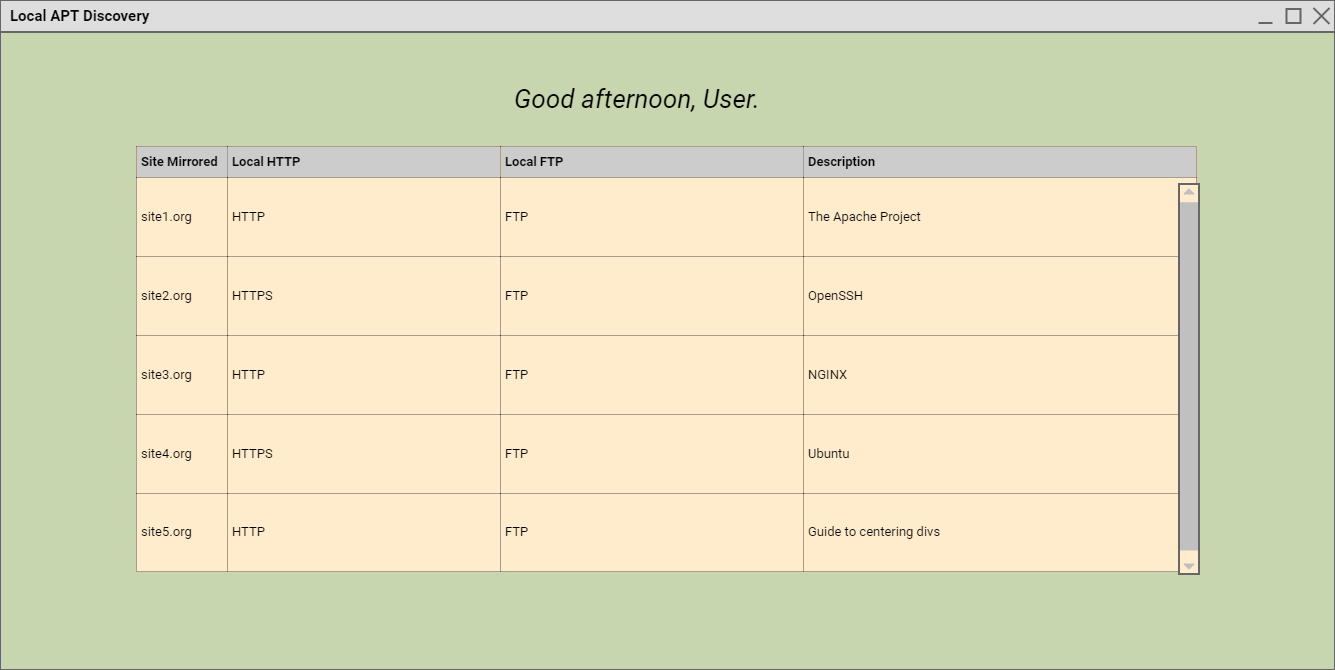 Local APT Discovery
Good afternoon, User.
Site Mirrored Local HTTP Local FTP Description
site1.org HTTP FTP The Apache Project
site2.org HTTPS FTP OpenSSH
site3.org HTTP FTP NGINX
site4.org HTTPS FTP Ubuntu
site5.org HTTP FTP Guide to centering divs